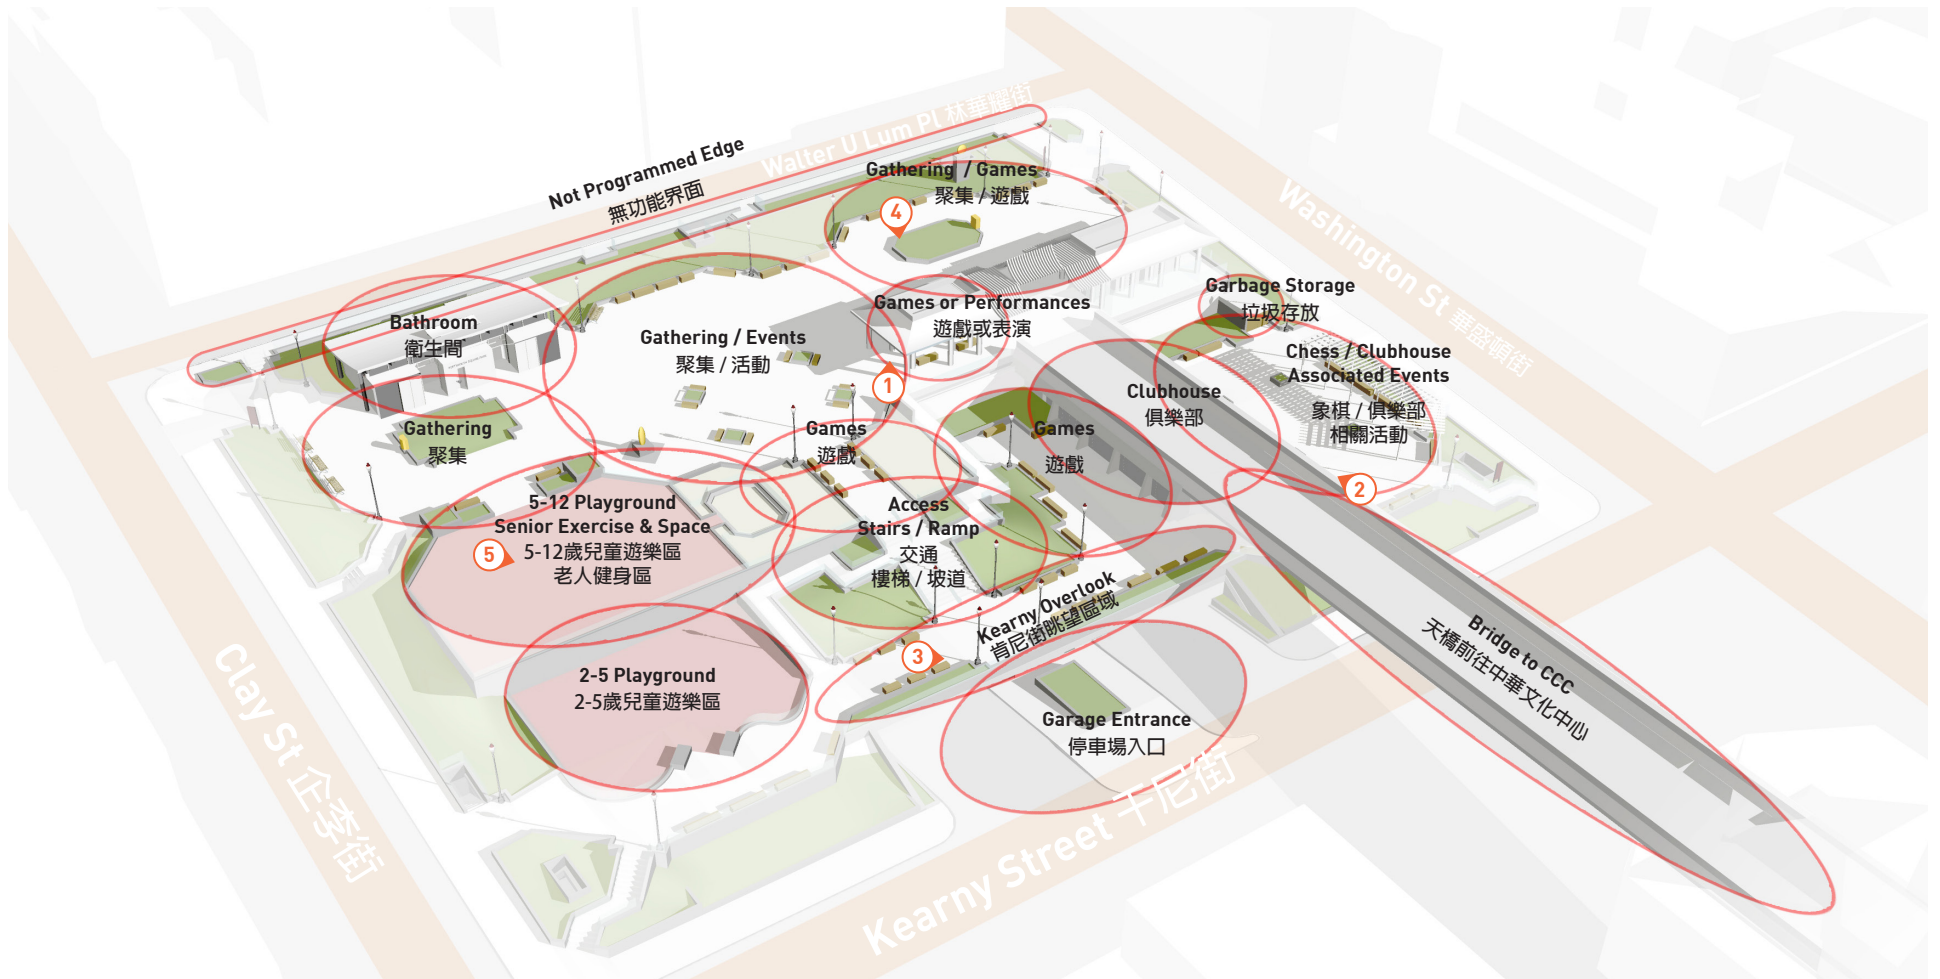 Walter U Lum Pl 林華耀街
Not Programmed Edge
無功能界面
Gathering / Games
聚集 / 遊戲
4
Washington St 華盛頓街
Garbage Storage
垃圾存放
Games or Performances
遊戲或表演
Bathroom
衛生間
Gathering / Events
聚集 / 活動
1
Chess / Clubhouse
Associated Events
象棋 / 俱樂部
相關活動
Clubhouse
俱樂部
Gathering
聚集
Games
遊戲
Games
遊戲
2
5-12 Playground
Senior Exercise & Space
5-12歲兒童遊樂區
老人健身區
5
Access
Stairs / Ramp
交通
樓梯 / 坡道
Kearny Overlook
肯尼街眺望區域
3
Bridge to CCC
天橋前往中華文化中心
2-5 Playground
2-5歲兒童遊樂區
Garage Entrance
停車場入口
Clay St 企李街
Kearny Street 干尼街